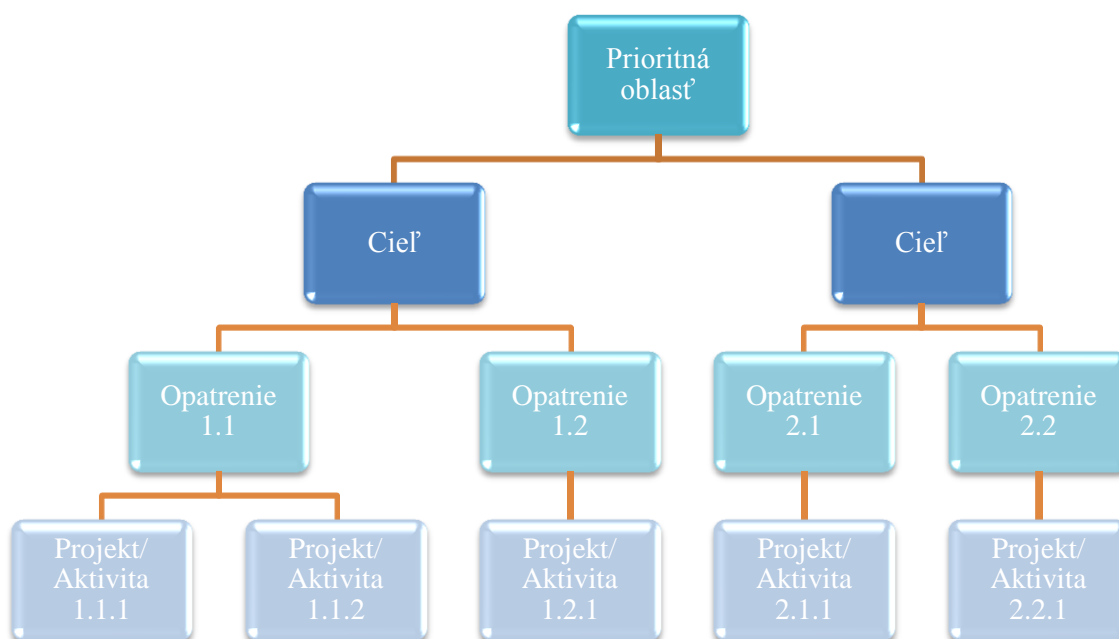 Prioritná
oblasť
Cieľ
Cieľ
Opatrenie
1.1
Opatrenie
1.2
Opatrenie
2.1
Opatrenie
2.2
Projekt/
Aktivita
1.1.1
Projekt/
Aktivita
1.1.2
Projekt/
Aktivita
1.2.1
Projekt/
Aktivita
2.1.1
Projekt/
Aktivita
2.2.1